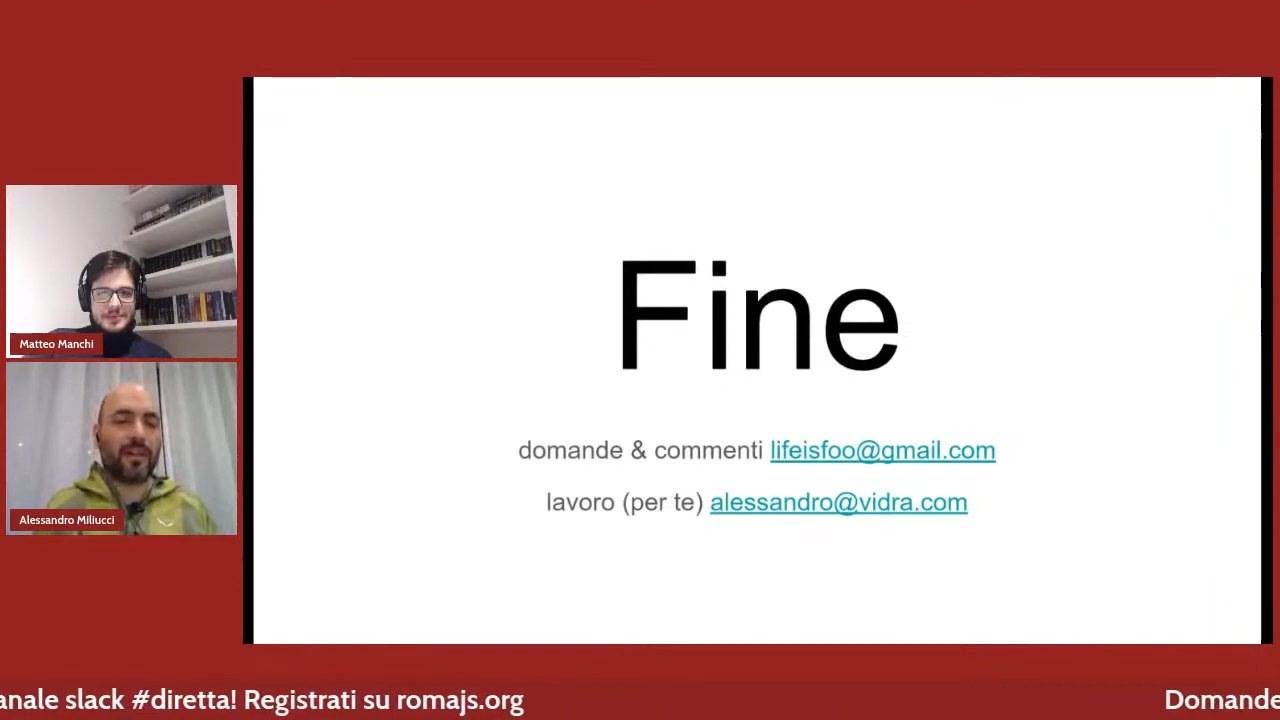 Matteo Manchi
Alessandro Miliucci
Fine
domande & commenti lifeisfoo@gmail.com
lavoro (per te) alessandro@vidra.com
anale slack #diretta! Registrati su romajs.org
Domande